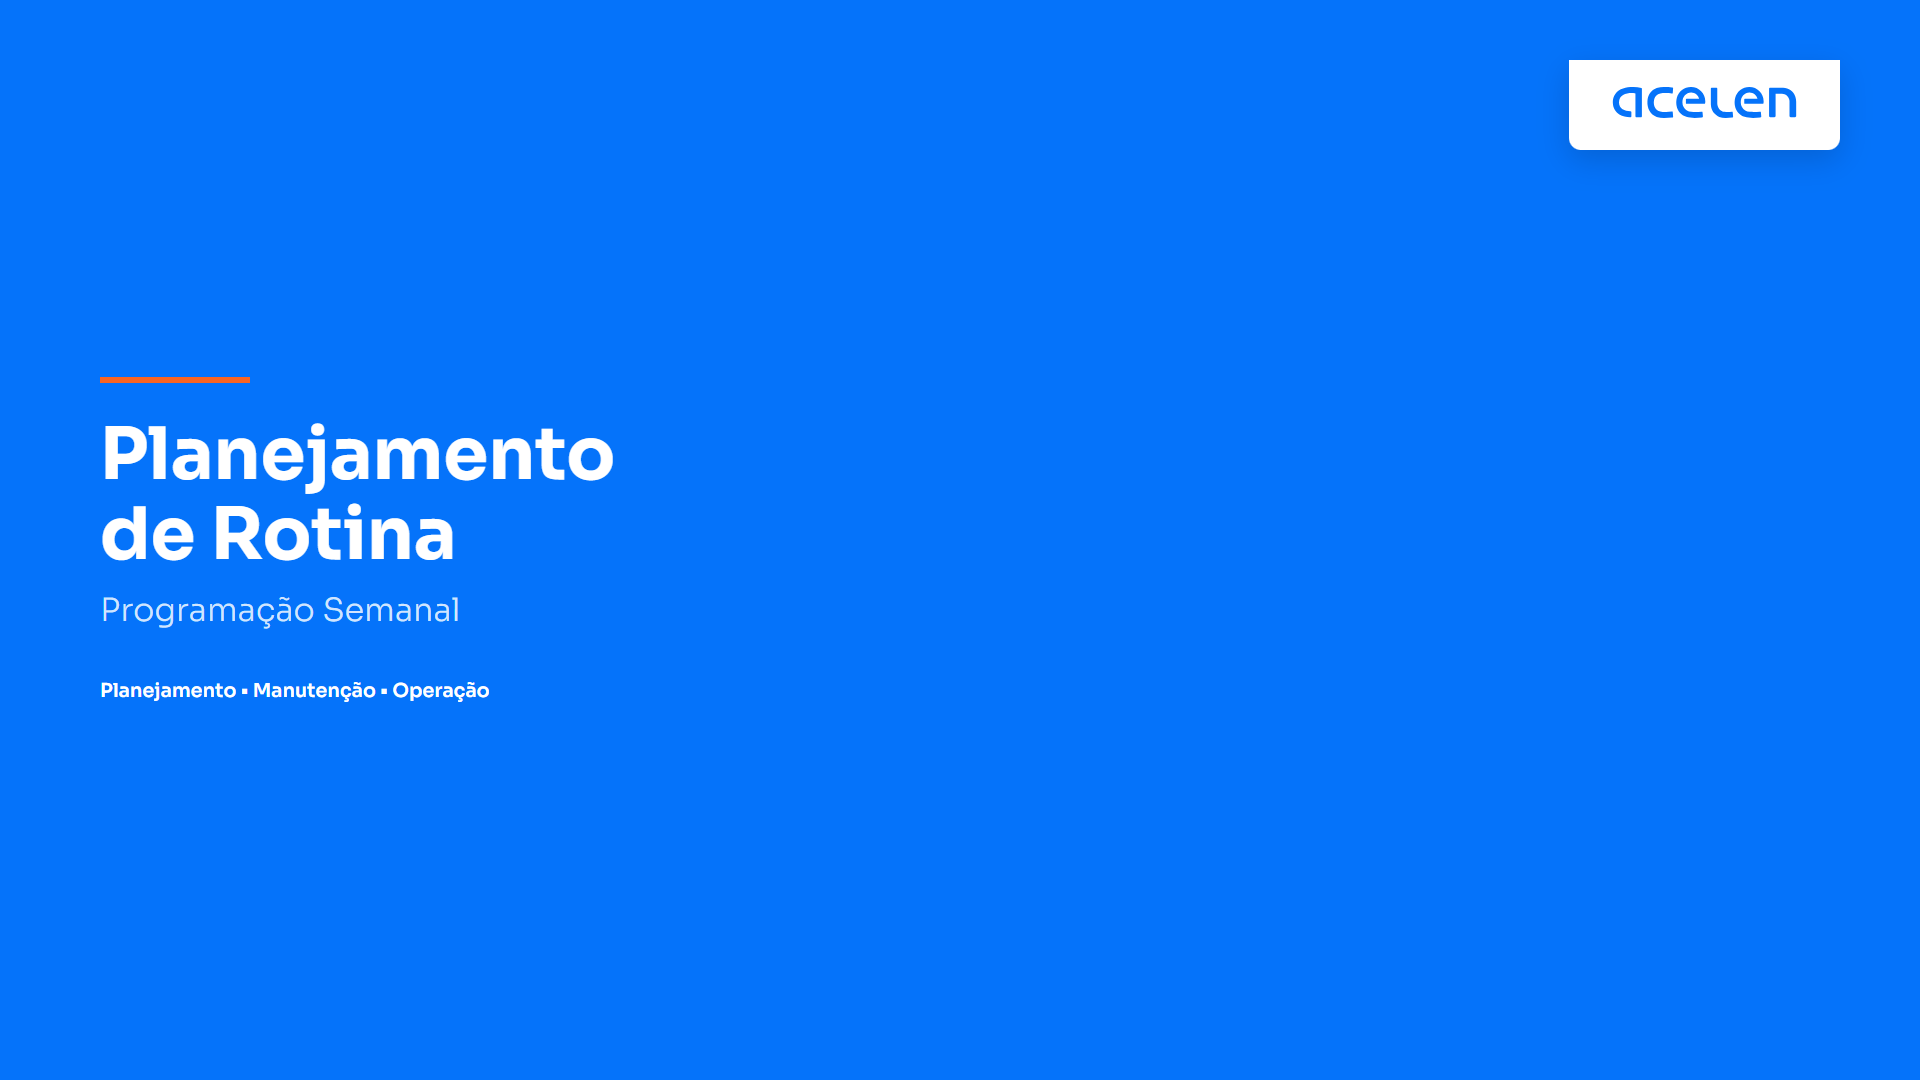 acelen
Planejamento
de Rotina
Programação Semanal
Planejamento ▪ Manutenção ▪ Operação